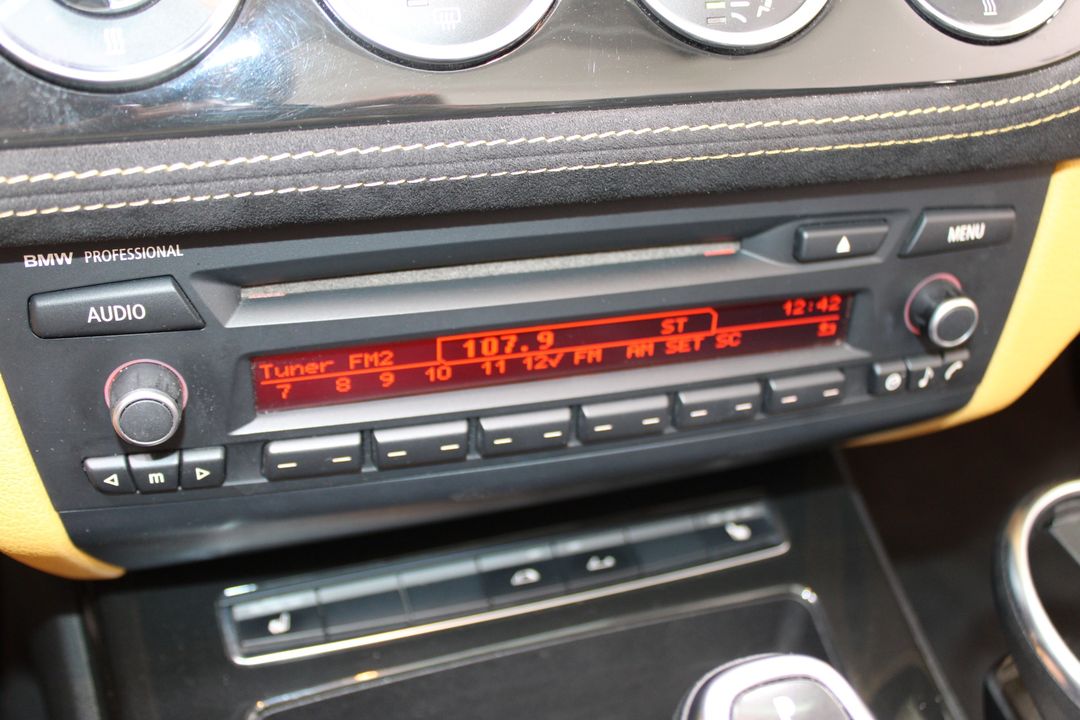 BMW PROFESSIONAL
MENU
AUDIO
12:42
Tuner FM2 107.9 ST
7 8 9 10 11 12✓ FM AM SET SC
m